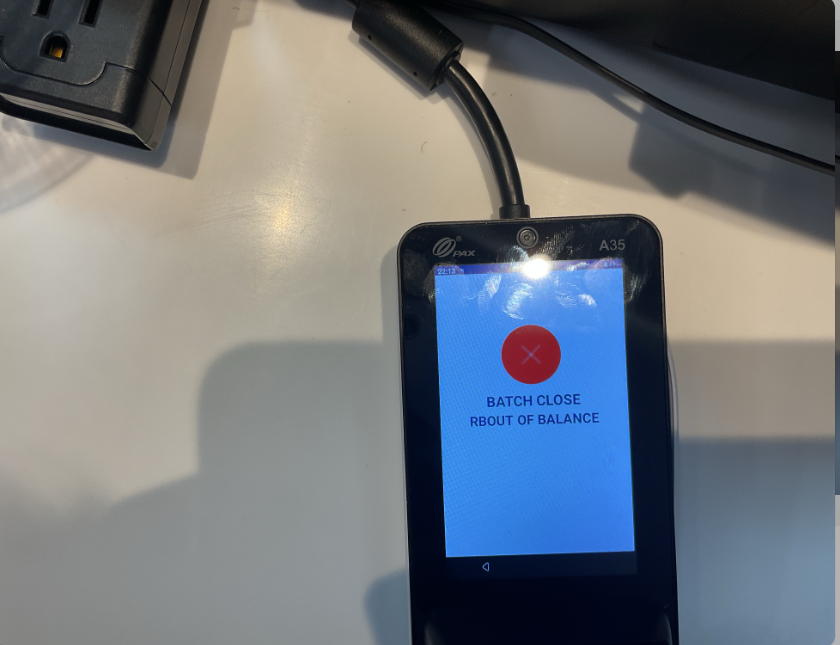 PAX
A35
22:13
BATCH CLOSE
RBOUT OF BALANCE